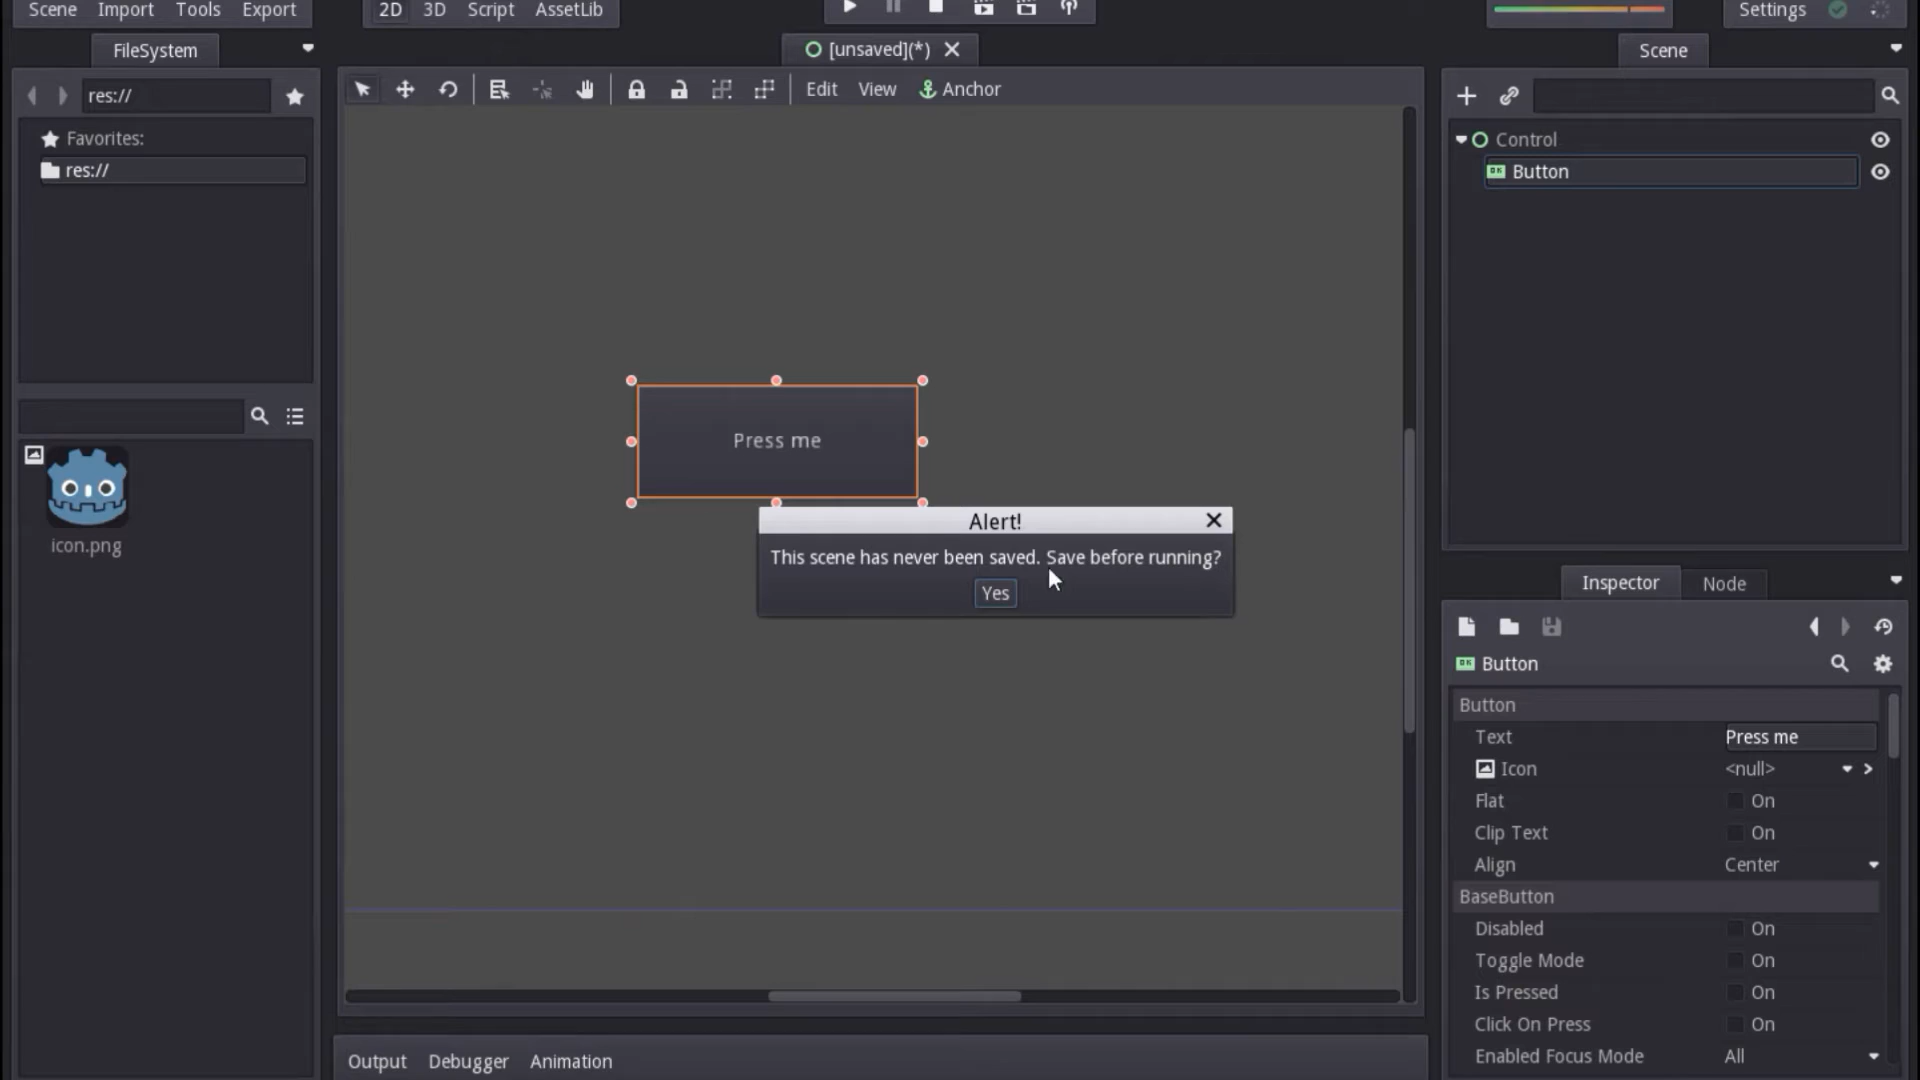 Scene Import Tools Export
2D 3D Script AssetLib
Settings
FileSystem
[unsaved](*)
Scene
res://
Favorites:
res://
icon.png
Edit View Anchor
Press me
Alert!
This scene has never been saved. Save before running?
Yes
Output Debugger Animation
Control
Button
Inspector Node
Button
Button
Text Press me
Icon <null>
Flat On
Clip Text On
Align Center
BaseButton
Disabled On
Toggle Mode On
Is Pressed On
Click On Press On
Enabled Focus Mode All